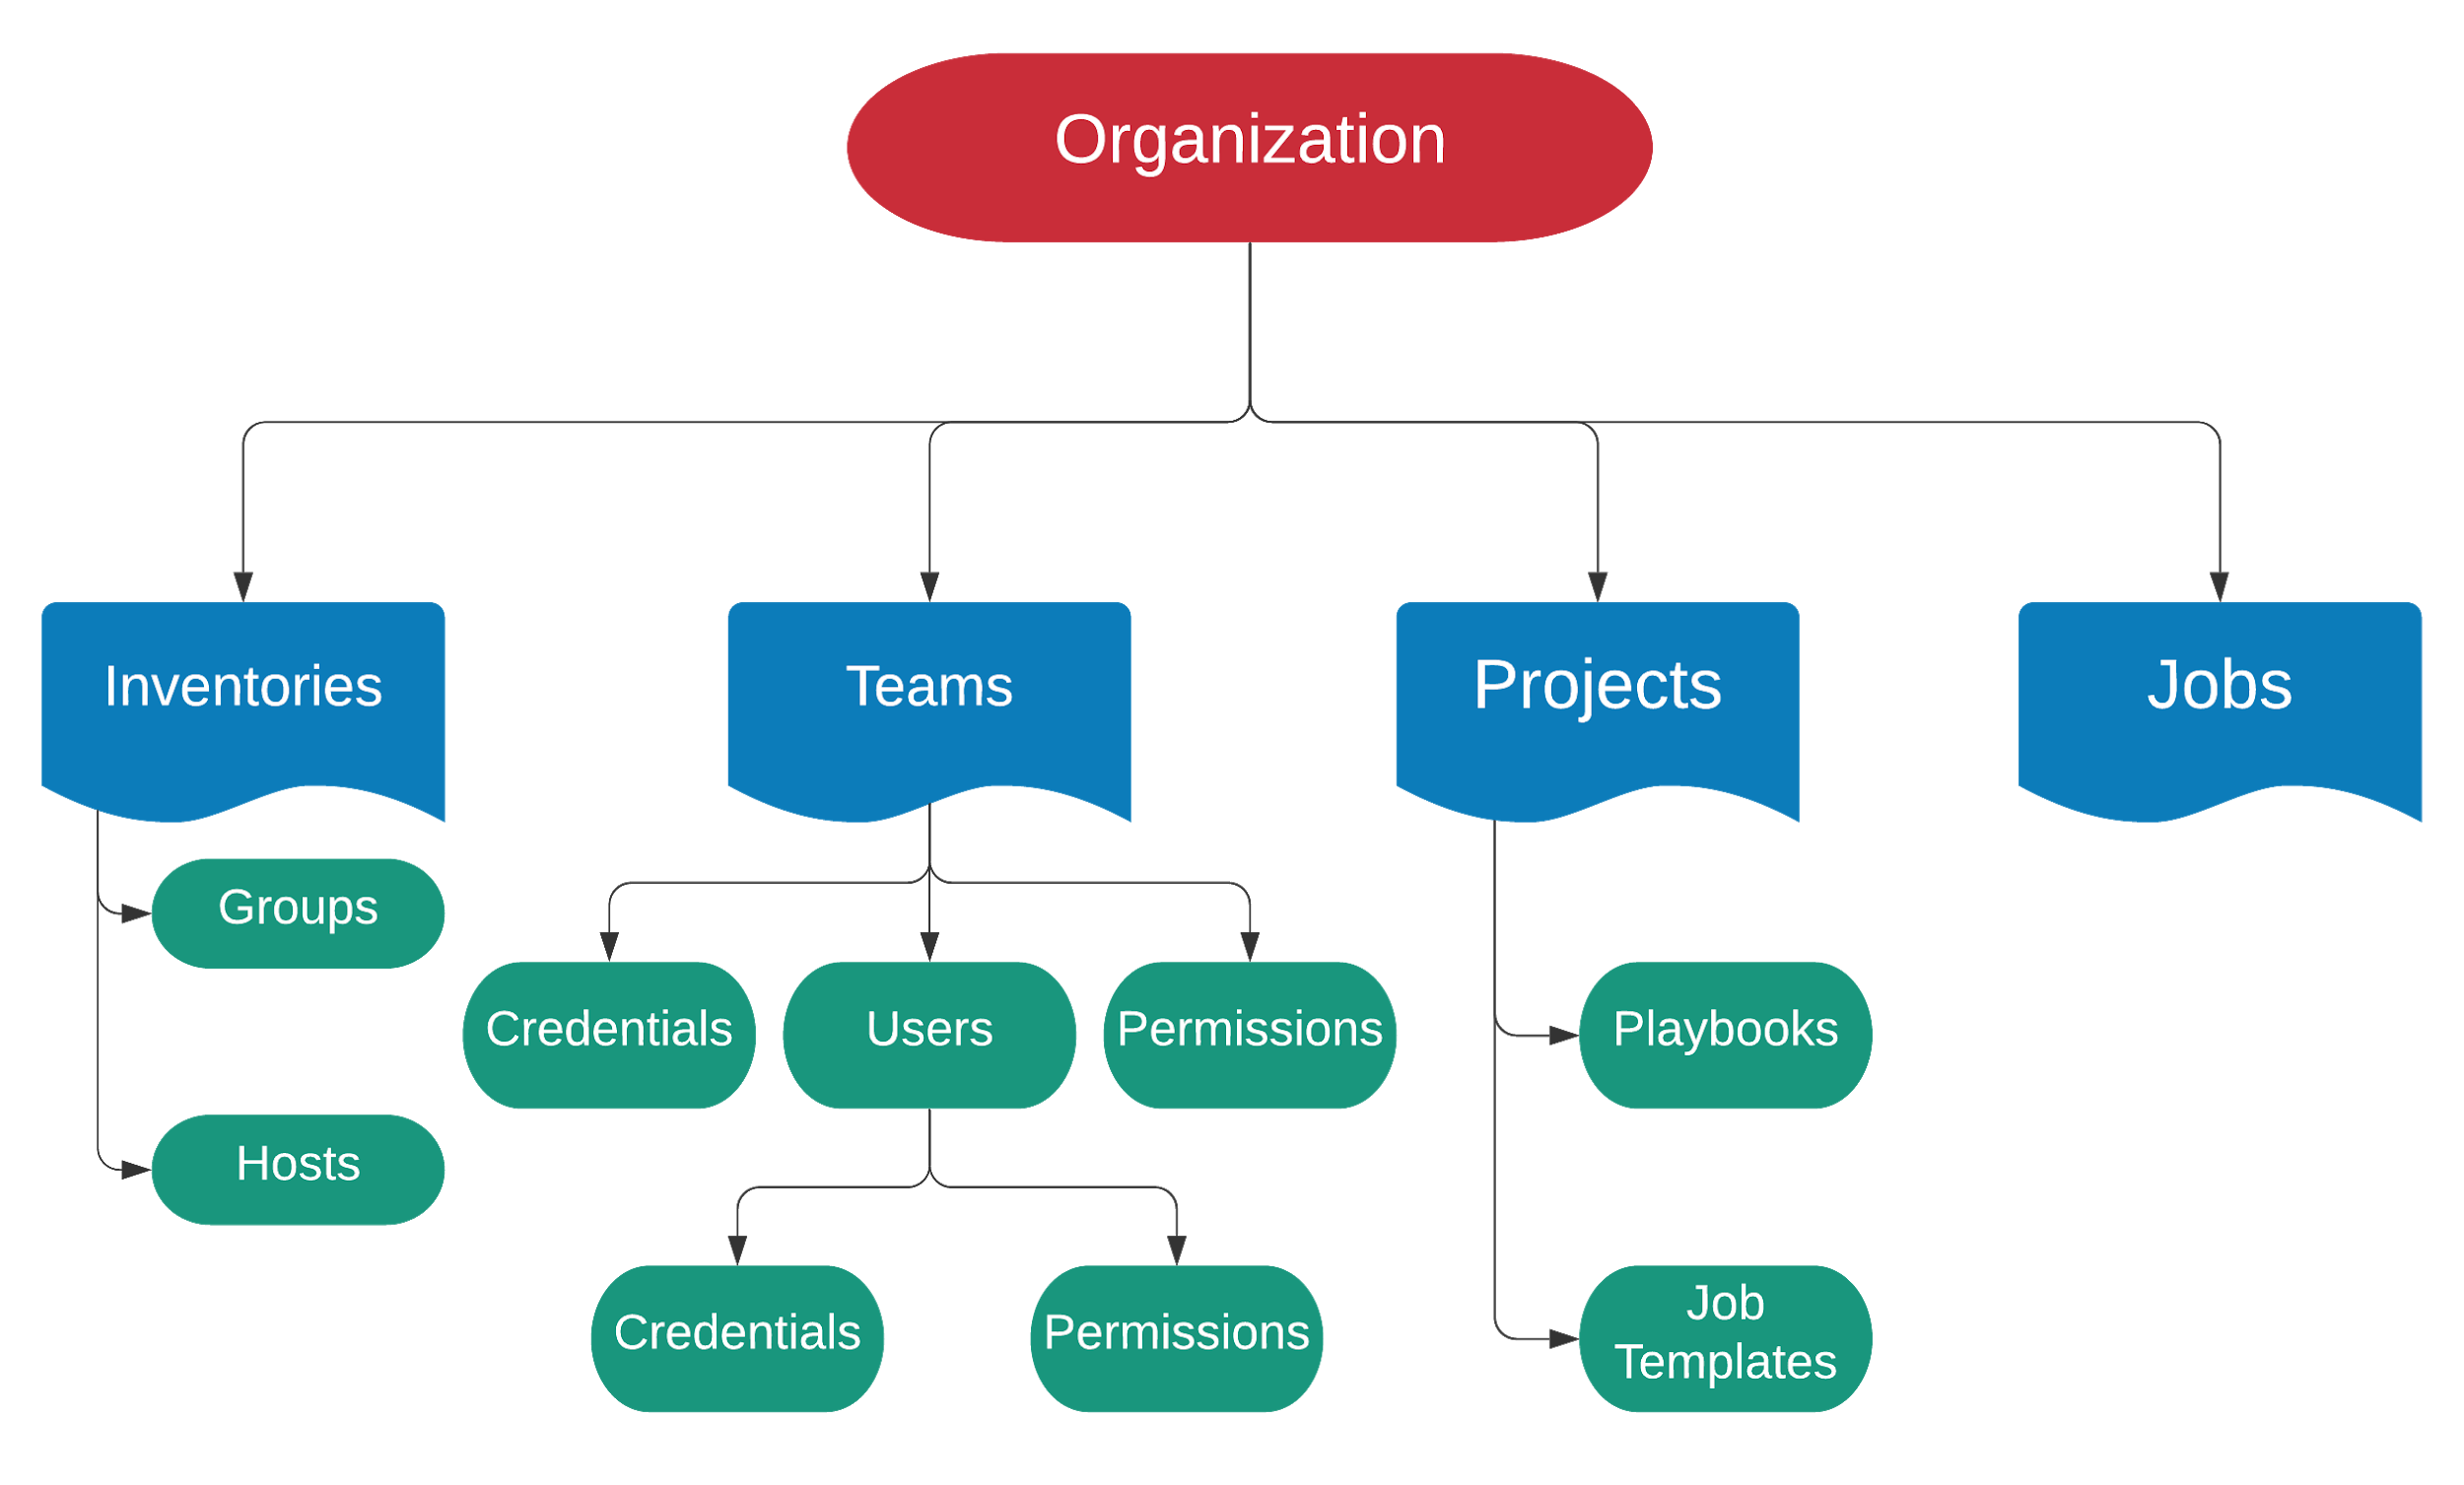 Organization
Inventories
Teams
Projects
Jobs
Groups
Hosts
Credentials
Users
Permissions
Credentials
Permissions
Playbooks
Job
Templates